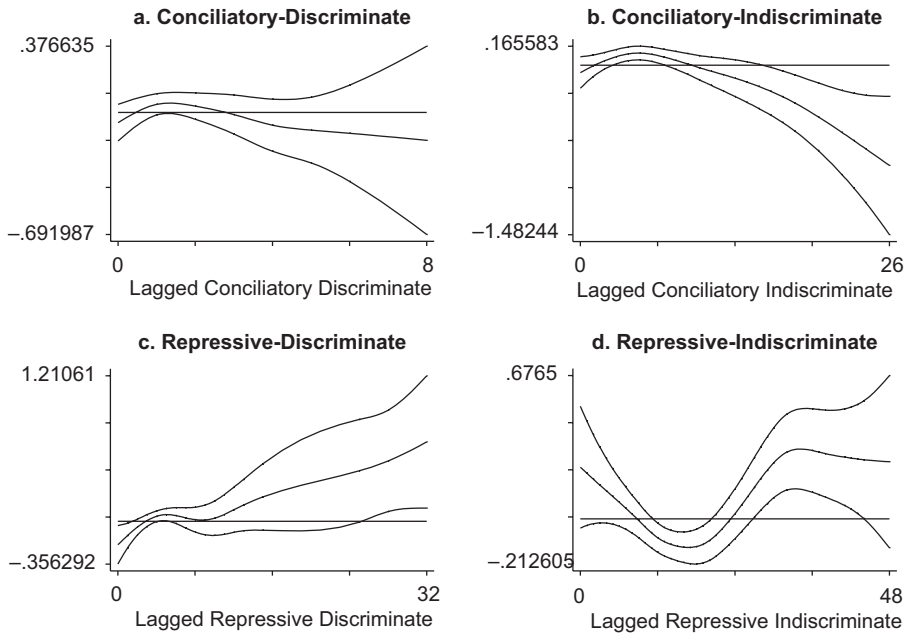 a. Conciliatory-Discriminate
.376635
–.691987
0
8
Lagged Conciliatory Discriminate
b. Conciliatory-Indiscriminate
.165583
–1.48244
0
26
Lagged Conciliatory Indiscriminate
c. Repressive-Discriminate
1.21061
–.356292
0
32
Lagged Repressive Discriminate
d. Repressive-Indiscriminate
.6765
–.212605
0
48
Lagged Repressive Indiscriminate